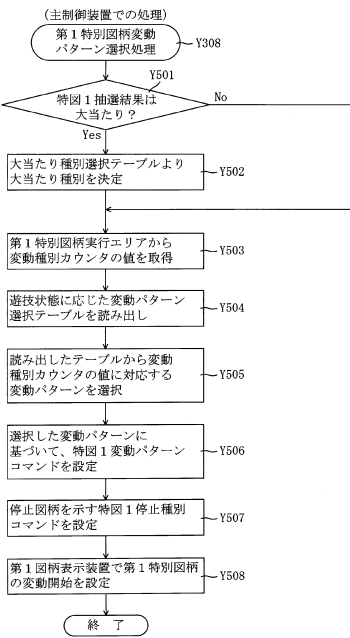 (主制御装置での処理)
第1特別図柄変動
パターン選択処理
Y308
Y501
特図1抽選結果は
大当たり?
No
Yes
大当たり種別選択テーブルより
大当たり種別を決定
Y502
第1特別図柄実行エリアから
変動種別カウンタの値を取得
Y503
遊技状態に応じた変動パターン
選択テーブルを読み出し
Y504
読み出したテーブルから変動
種別カウンタの値に対応する
変動パターンを選択
Y505
選択した変動パターンに
基づいて、特図1変動パターン
コマンドを設定
Y506
停止図柄を示す特図1停止種別
コマンドを設定
Y507
第1図柄表示装置で第1特別図柄
の変動開始を設定
Y508
終 了